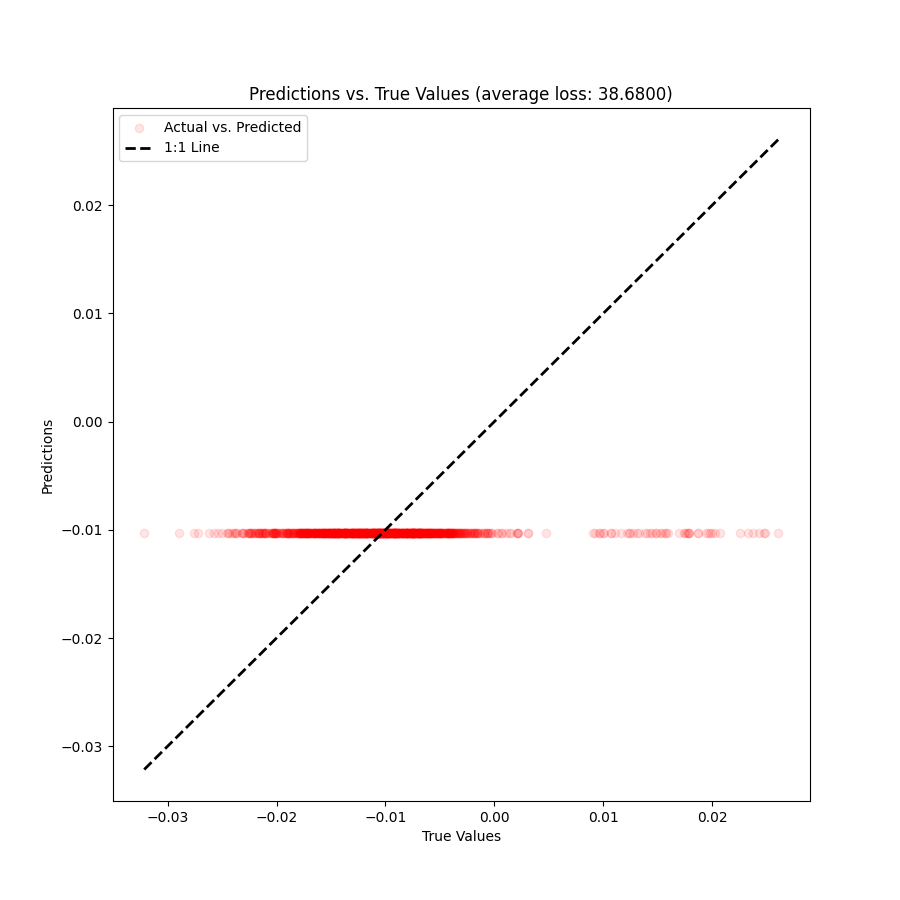 Predictions vs. True Values (average loss: 38.6800)
Actual vs. Predicted
1:1 Line
0.02
0.01
0.00
−0.01
−0.02
−0.03
Predictions
−0.03
−0.02
−0.01
0.00
0.01
0.02
True Values